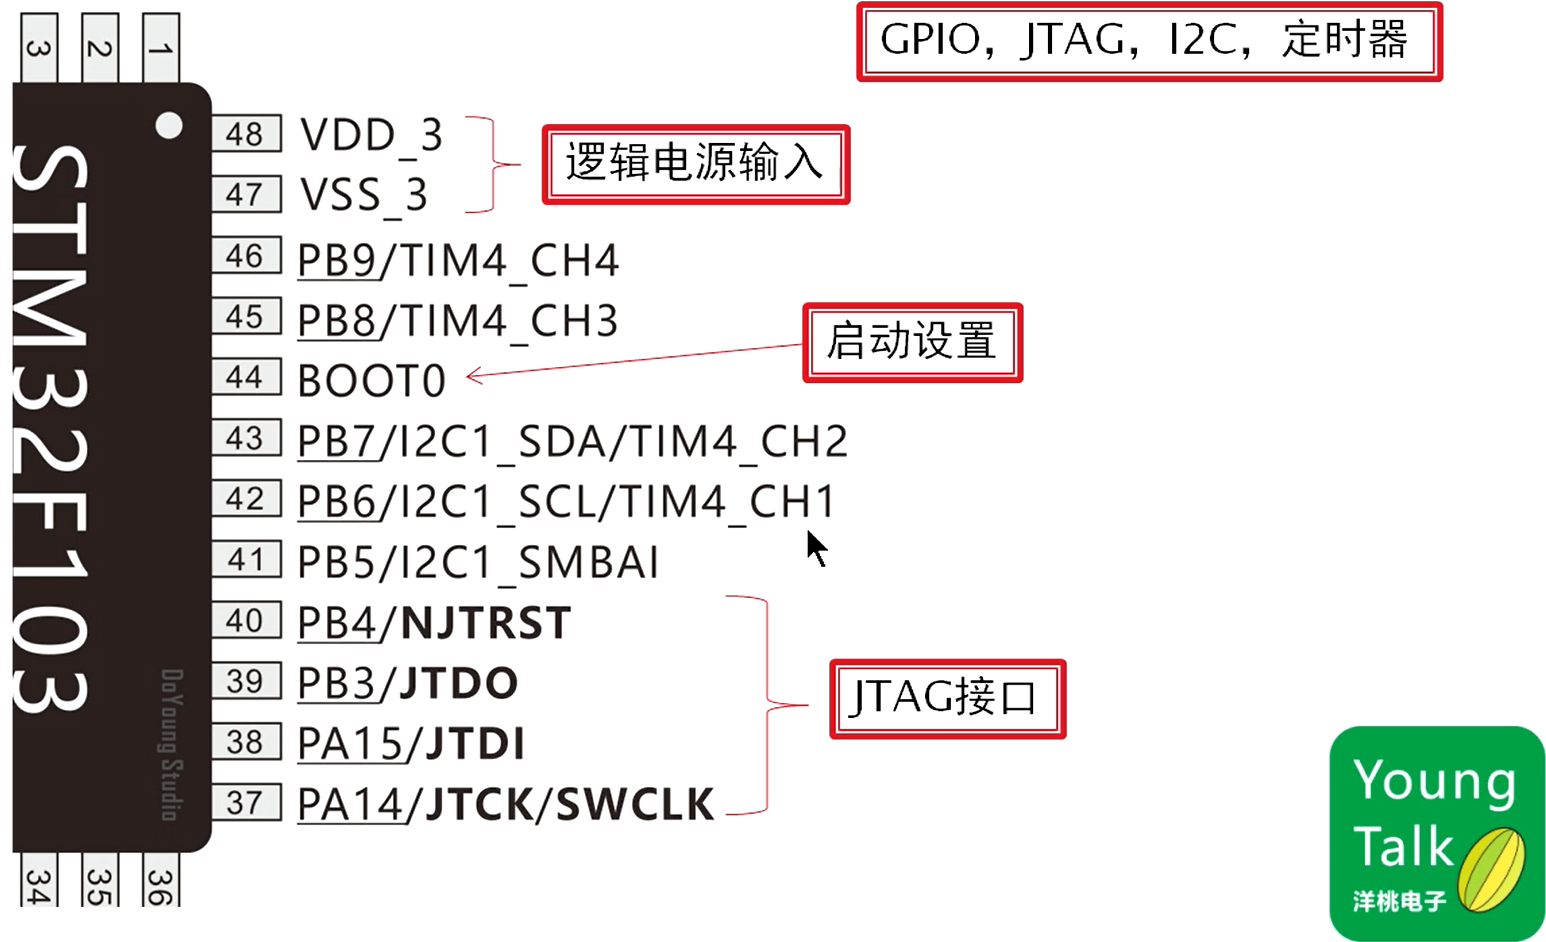 GPIO，JTAG，I2C，定时器
3
2
1
48 VDD_3
逻辑电源输入
47 VSS_3
46 PB9/TIM4_CH4
45 PB8/TIM4_CH3
启动设置
44 BOOT0
43 PB7/I2C1_SDA/TIM4_CH2
42 PB6/I2C1_SCL/TIM4_CH1
41 PB5/I2C1_SMBAI
40 PB4/NJTRST
39 PB3/JTDO
JTAG接口
38 PA15/JTDI
37 PA14/JTCK/SWCLK
STM32F103
DoYoung Studio
34
35
36
Young
Talk
洋桃电子